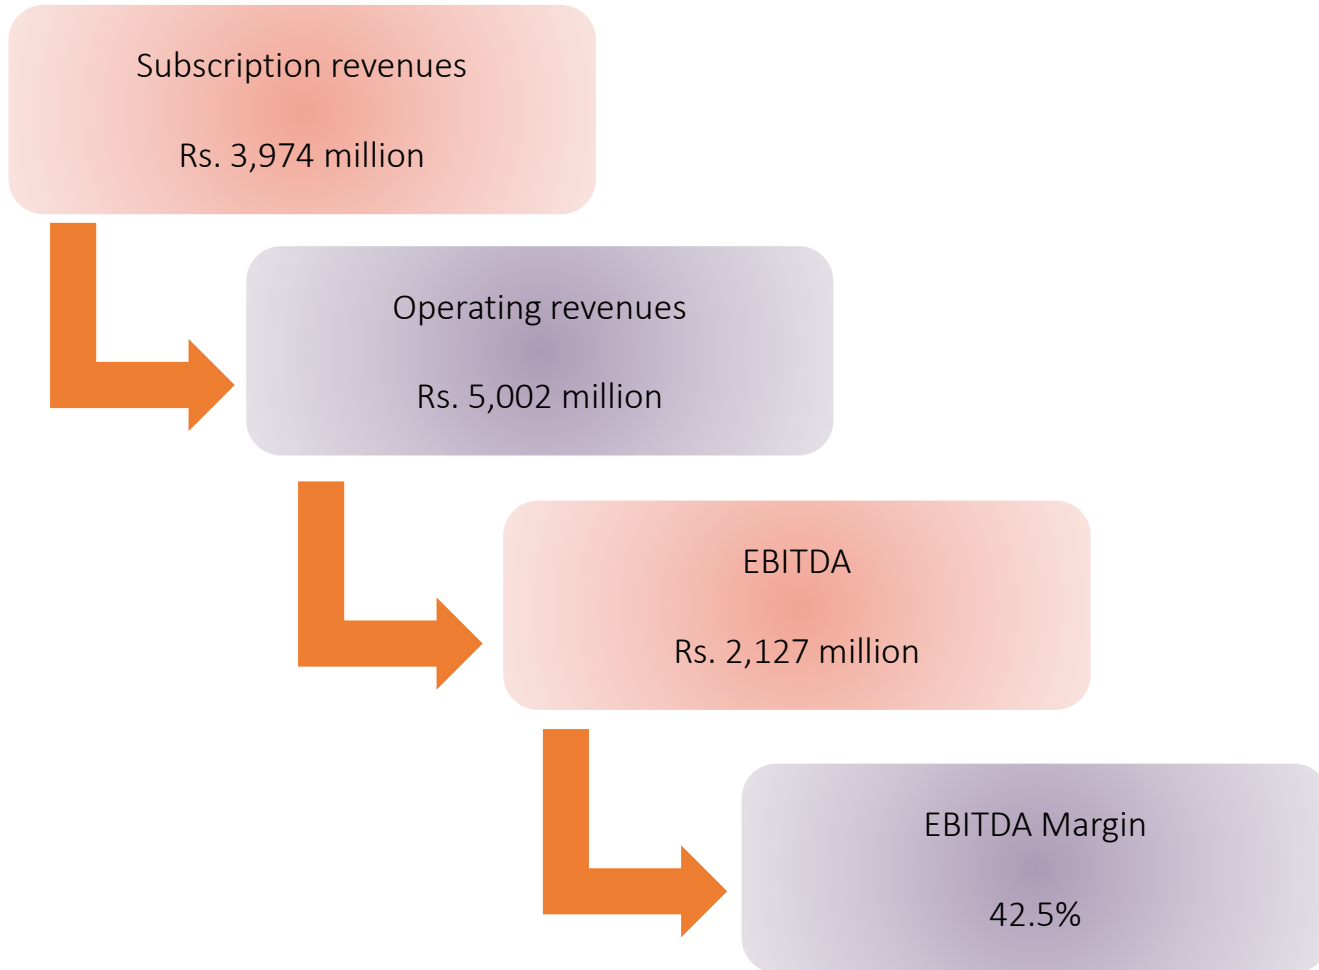 Subscription revenues
Rs. 3,974 million
Operating revenues
Rs. 5,002 million
EBITDA
Rs. 2,127 million
EBITDA Margin
42.5%